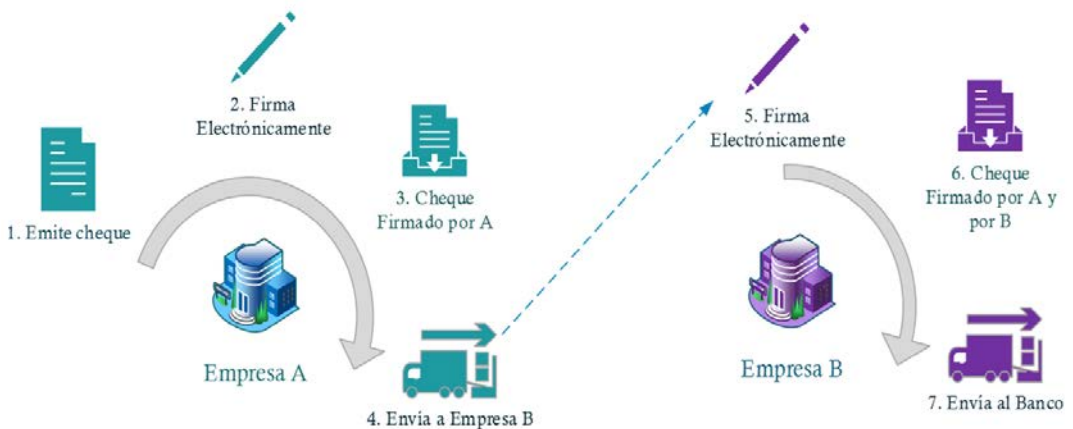 1. Emite cheque
2. Firma
Electrónicamente
3. Cheque
Firmado por A
Empresa A
4. Envía a Empresa B
5. Firma
Electrónicamente
6. Cheque
Firmado por A y
por B
Empresa B
7. Envía al Banco